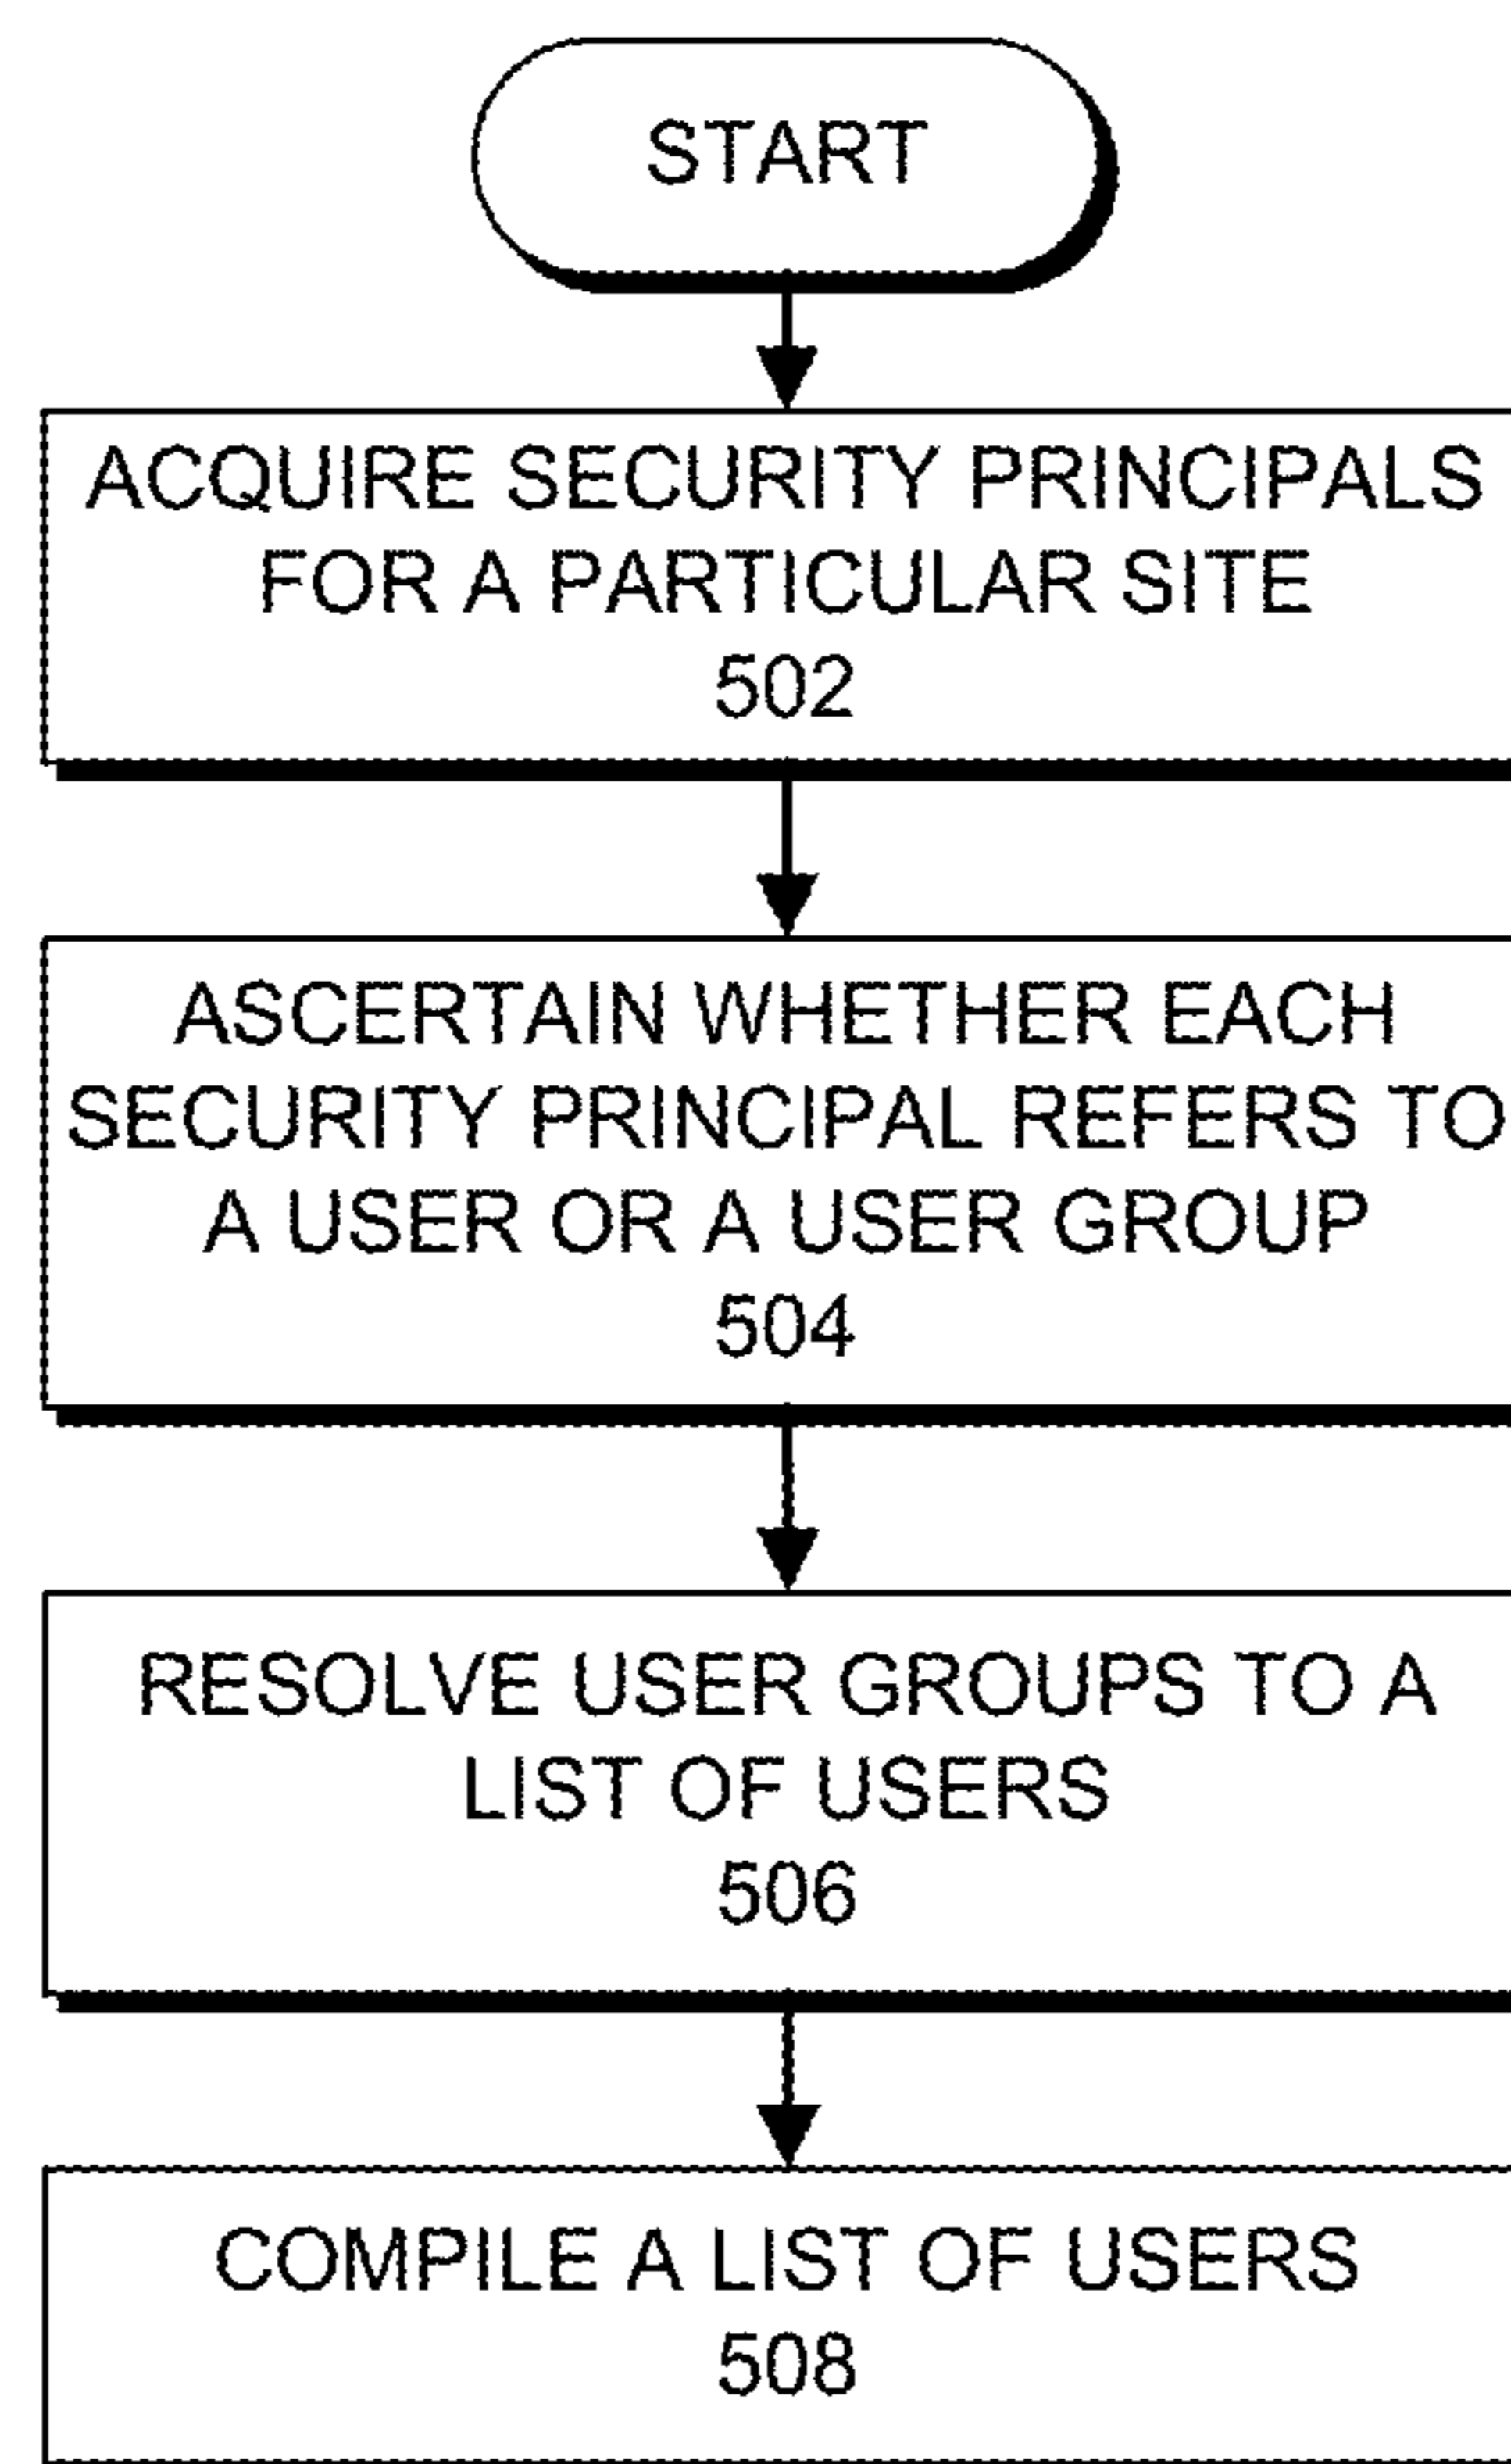 START
ACQUIRE SECURITY PRINCIPALS
FOR A PARTICULAR SITE
502
ASCERTAIN WHETHER EACH
SECURITY PRINCIPAL REFERS TO
A USER OR A USER GROUP
504
RESOLVE USER GROUPS TO A
LIST OF USERS
506
COMPILE A LIST OF USERS
508